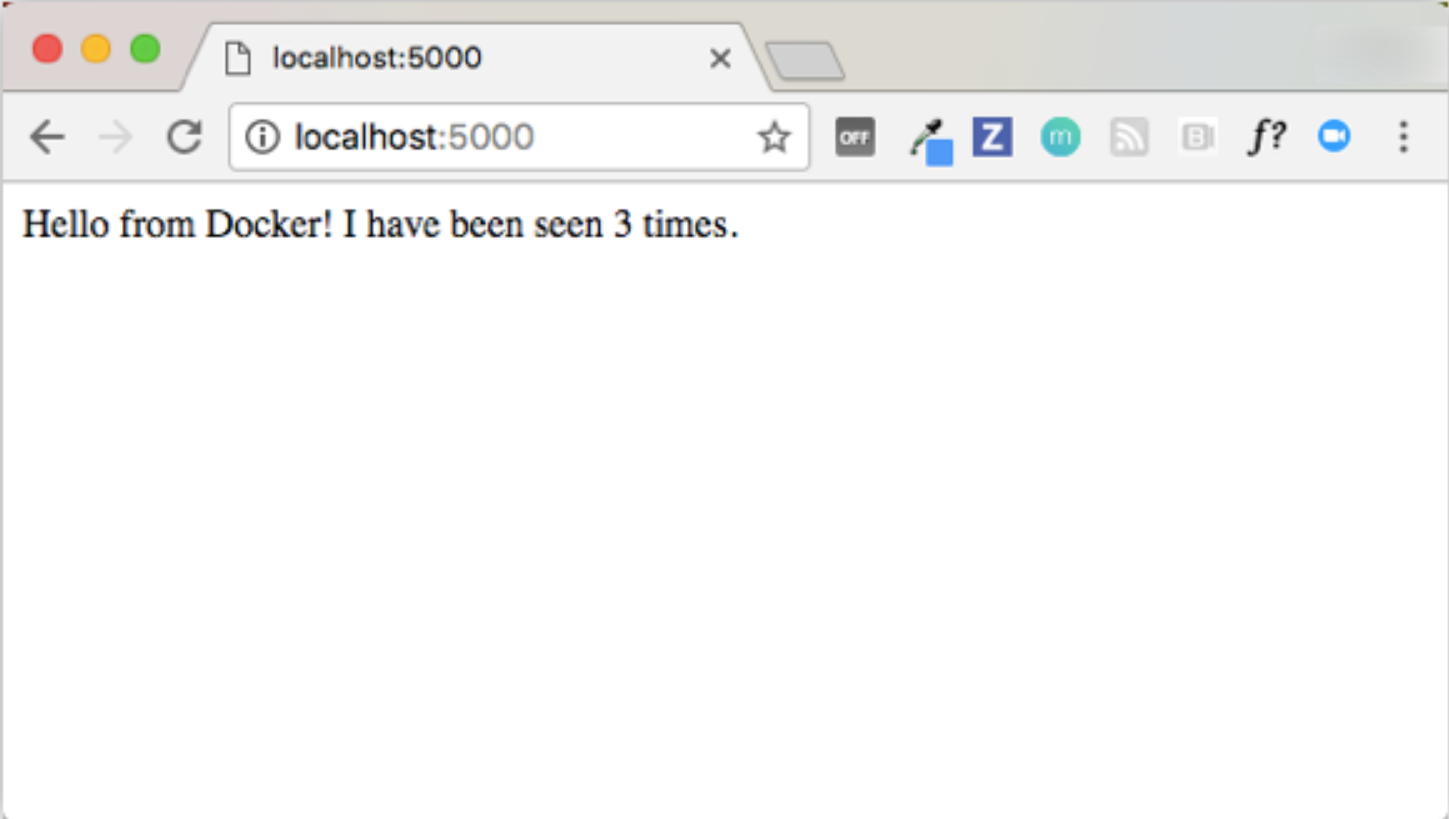 localhost:5000
localhost:5000
OFF
Z
m
B
f?
Hello from Docker! I have been seen 3 times.